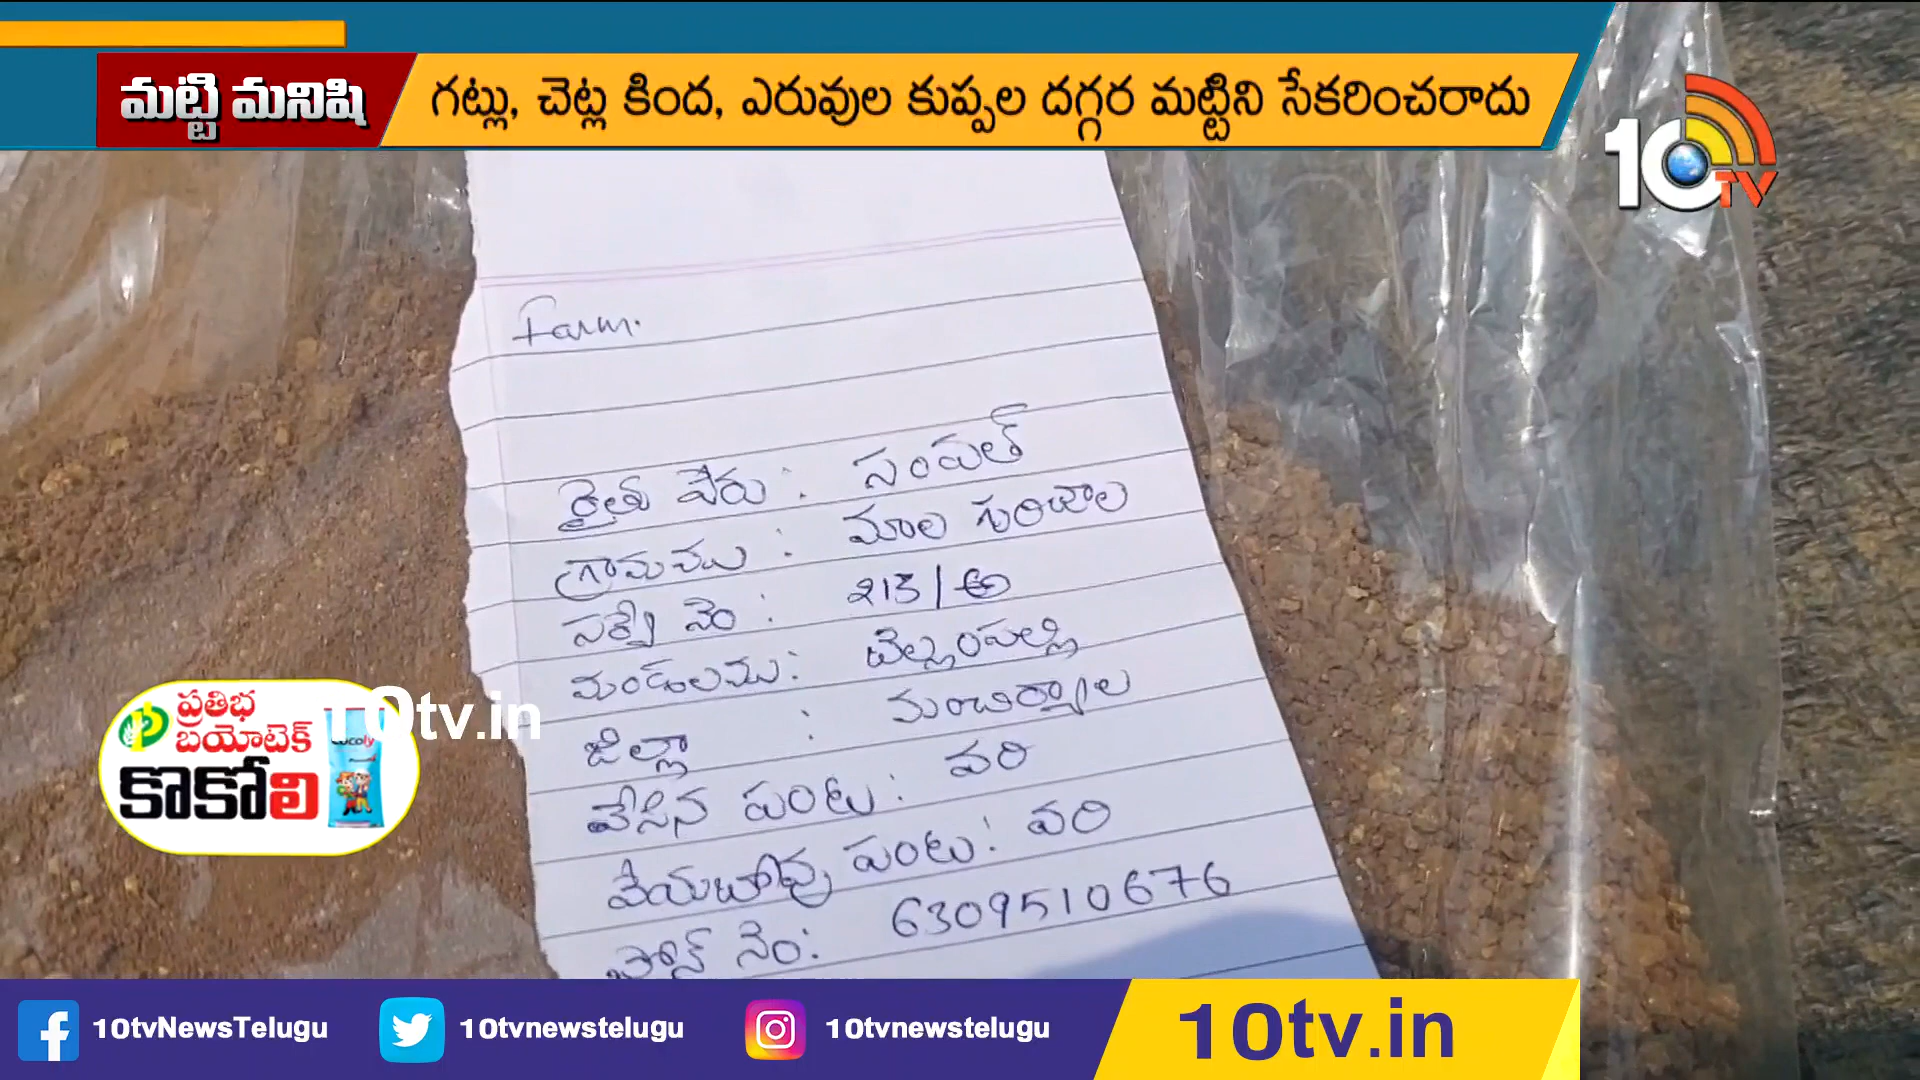 మట్టి మనిషి
గట్లు, చెట్ల కింద, ఎరువుల కుప్పల దగ్గర మట్టిని సేకరించరాదు
10TV
Farm.
రైతు పేరు : సంపత్
గ్రామము : మాల గురిజాల
సర్వే నెం : 213/అ
మండలము : బెల్లంపల్లి
జిల్లా : మంచిర్యాల
వేసిన పంట : వరి
వేయబోవు పంట : వరి
ఫోన్ నెం: 6309510676
ప్రతిభ
బయోటెక్
కొకోలి
10tv.in
10tvNewsTelugu
10tvnewstelugu
10tvnewstelugu
10tv.in